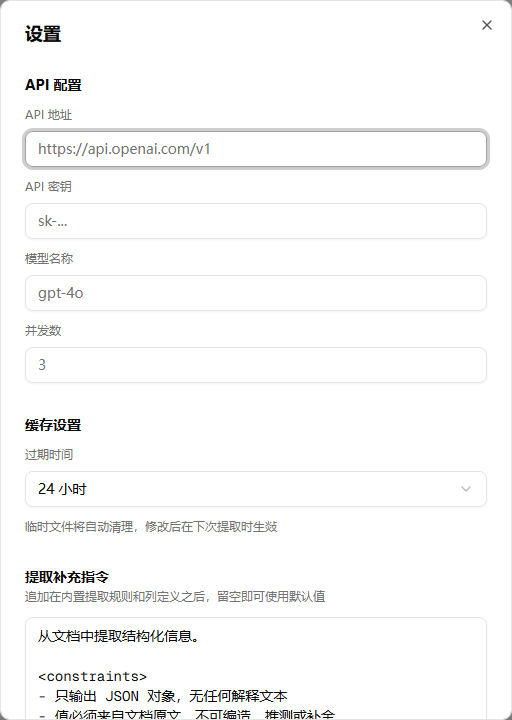 设置
API 配置
API 地址
https://api.openai.com/v1
API 密钥
sk-...
模型名称
gpt-4o
并发数
3
缓存设置
过期时间
24 小时
临时文件将自动清理，修改后在下次提取时生效
提取补充指令
追加在内置提取规则和列定义之后，留空即可使用默认值
从文档中提取结构化信息。
<constraints>
- 只输出 JSON 对象，无任何解释文本
- 值必须来自文档原文，不可编造、推测或补全